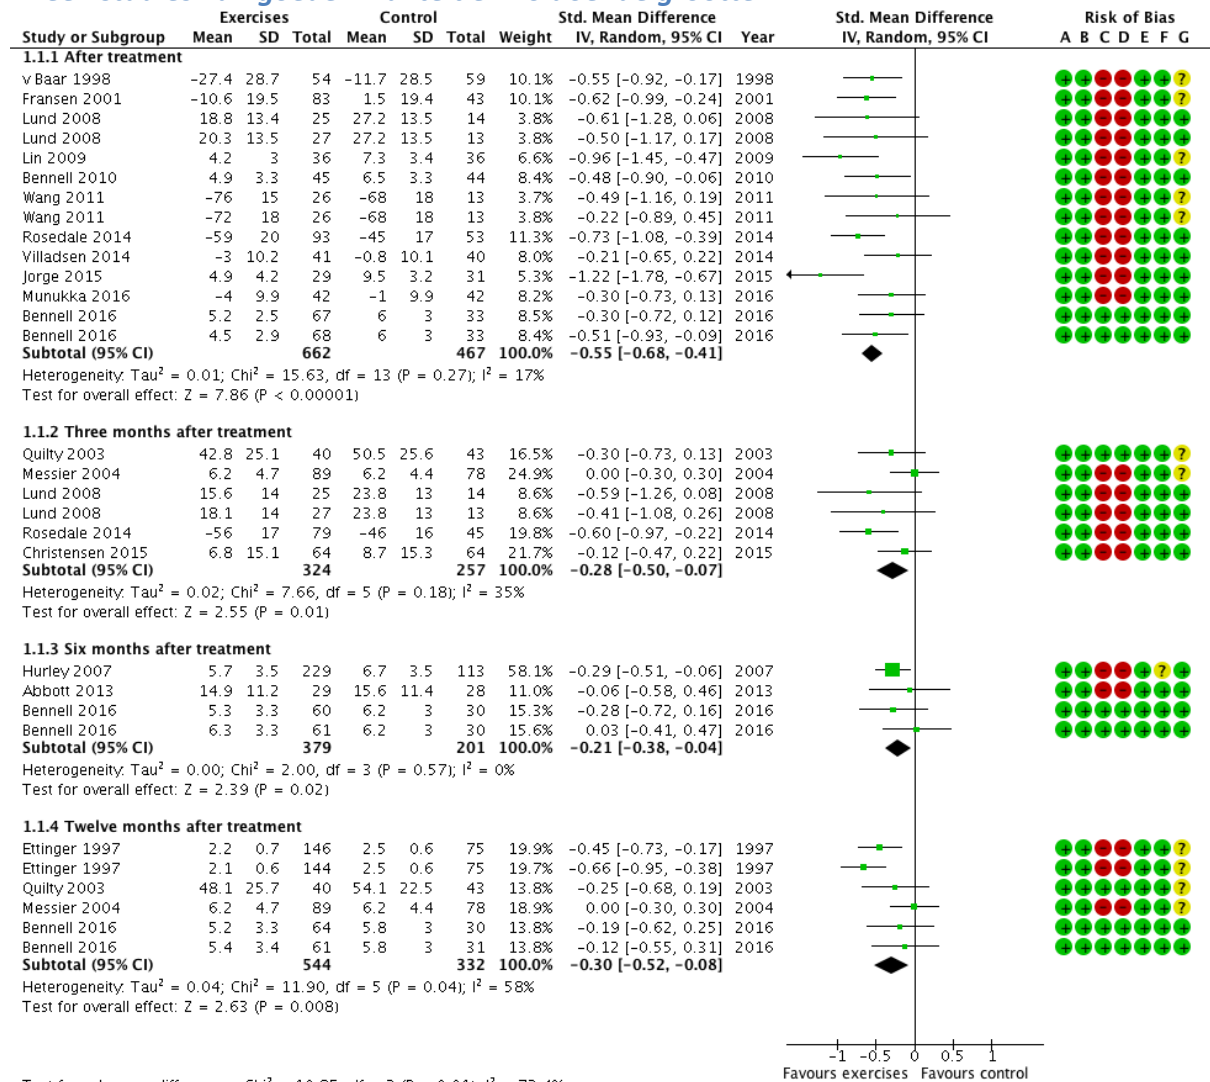 Exercises Control Std. Mean Difference Std. Mean Difference Risk of Bias
Study or Subgroup Mean SD Total Mean SD Total Weight IV, Random, 95% CI Year IV, Random, 95% CI A B C D E F G
1.1.1 After treatment
v Baar 1998 -27.4 28.7 54 -11.7 28.5 59 10.1% -0.55 [-0.92, -0.17] 1998 + + - - + + ?
Fransen 2001 -10.6 19.5 83 1.5 19.4 43 10.1% -0.62 [-0.99, -0.24] 2001 + + - - + + ?
Lund 2008 18.8 13.4 25 27.2 13.5 14 3.8% -0.61 [-1.28, 0.06] 2008 + + - - + + +
Lund 2008 20.3 13.5 27 27.2 13.5 13 3.8% -0.50 [-1.17, 0.17] 2008 + + - - + + +
Lin 2009 4.2 3 36 7.3 3.4 36 6.6% -0.96 [-1.45, -0.47] 2009 + + - - + + ?
Bennell 2010 4.9 3.3 45 6.5 3.3 44 8.4% -0.48 [-0.90, -0.06] 2010 + + - - + + +
Wang 2011 -76 15 26 -68 18 13 3.7% -0.49 [-1.16, 0.19] 2011 + + - - + + ?
Wang 2011 -72 18 26 -68 18 13 3.8% -0.22 [-0.89, 0.45] 2011 + + - - + + ?
Rosedale 2014 -59 20 93 -45 17 53 11.3% -0.73 [-1.08, -0.39] 2014 + + - - + + +
Villadsen 2014 -3 10.2 41 -0.8 10.1 40 8.0% -0.21 [-0.65, 0.22] 2014 + + - - + + +
Jorge 2015 4.9 4.2 29 9.5 3.2 31 5.3% -1.22 [-1.78, -0.67] 2015 + + - - + + +
Munukka 2016 -4 9.9 42 -1 9.9 42 8.2% -0.30 [-0.73, 0.13] 2016 + + - - + + +
Bennell 2016 5.2 2.5 67 6 3 33 8.5% -0.30 [-0.72, 0.12] 2016 + + + + + + +
Bennell 2016 4.5 2.9 68 6 3 33 8.4% -0.51 [-0.93, -0.09] 2016 + + + + + + +
Subtotal (95% CI) 662 467 100.0% -0.55 [-0.68, -0.41]
Heterogeneity: Tau² = 0.01; Chi² = 15.63, df = 13 (P = 0.27); I² = 17%
Test for overall effect: Z = 7.86 (P < 0.00001)
1.1.2 Three months after treatment
Quilty 2003 42.8 25.1 40 50.5 25.6 43 16.5% -0.30 [-0.73, 0.13] 2003 + + + + + + ?
Messier 2004 6.2 4.7 89 6.2 4.4 78 24.9% 0.00 [-0.30, 0.30] 2004 + + - - + + ?
Lund 2008 15.6 14 25 23.8 13 14 8.6% -0.59 [-1.26, 0.08] 2008 + + - - + + +
Lund 2008 18.1 14 27 23.8 13 13 8.6% -0.41 [-1.08, 0.26] 2008 + + - - + + +
Rosedale 2014 -56 17 79 -46 16 45 19.8% -0.60 [-0.97, -0.22] 2014 + + - - + + +
Christensen 2015 6.8 15.1 64 8.7 15.3 64 21.7% -0.12 [-0.47, 0.22] 2015 + + - - + + +
Subtotal (95% CI) 324 257 100.0% -0.28 [-0.50, -0.07]
Heterogeneity: Tau² = 0.02; Chi² = 7.66, df = 5 (P = 0.18); I² = 35%
Test for overall effect: Z = 2.55 (P = 0.01)
1.1.3 Six months after treatment
Hurley 2007 5.7 3.5 229 6.7 3.5 113 58.1% -0.29 [-0.51, -0.06] 2007 + + - - + ? +
Abbott 2013 14.9 11.2 29 15.6 11.4 28 11.0% -0.06 [-0.58, 0.46] 2013 + + - - + + +
Bennell 2016 5.3 3.3 60 6.2 3 30 15.3% -0.28 [-0.72, 0.16] 2016 + + + + + + +
Bennell 2016 6.3 3.3 61 6.2 3 30 15.6% 0.03 [-0.41, 0.47] 2016 + + + + + + +
Subtotal (95% CI) 379 201 100.0% -0.21 [-0.38, -0.04]
Heterogeneity: Tau² = 0.00; Chi² = 2.00, df = 3 (P = 0.57); I² = 0%
Test for overall effect: Z = 2.39 (P = 0.02)
1.1.4 Twelve months after treatment
Ettinger 1997 2.2 0.7 146 2.5 0.6 75 19.9% -0.45 [-0.73, -0.17] 1997 + + - - + + ?
Ettinger 1997 2.1 0.6 144 2.5 0.6 75 19.7% -0.66 [-0.95, -0.38] 1997 + + - - + + ?
Quilty 2003 48.1 25.7 40 54.1 22.5 43 13.8% -0.25 [-0.68, 0.19] 2003 + + + + + + ?
Messier 2004 6.2 4.7 89 6.2 4.4 78 18.9% 0.00 [-0.30, 0.30] 2004 + + - - + + ?
Bennell 2016 5.2 3.3 64 5.8 3 30 13.8% -0.19 [-0.62, 0.25] 2016 + + + + + + +
Bennell 2016 5.4 3.4 61 5.8 3 31 13.8% -0.12 [-0.55, 0.31] 2016 + + + + + + +
Subtotal (95% CI) 544 332 100.0% -0.30 [-0.52, -0.08]
Heterogeneity: Tau² = 0.04; Chi² = 11.90, df = 5 (P = 0.04); I² = 58%
Test for overall effect: Z = 2.63 (P = 0.008)
-1 -0.5 0 0.5 1
Favours exercises Favours control